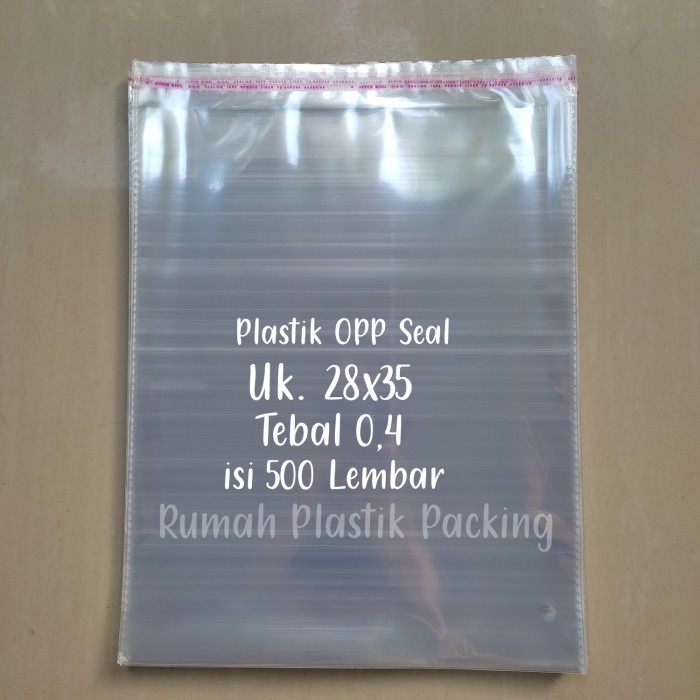 Plastik OPP Seal
Uk. 28x35
Tebal 0,4
isi 500 Lembar
Rumah Plastik Packing